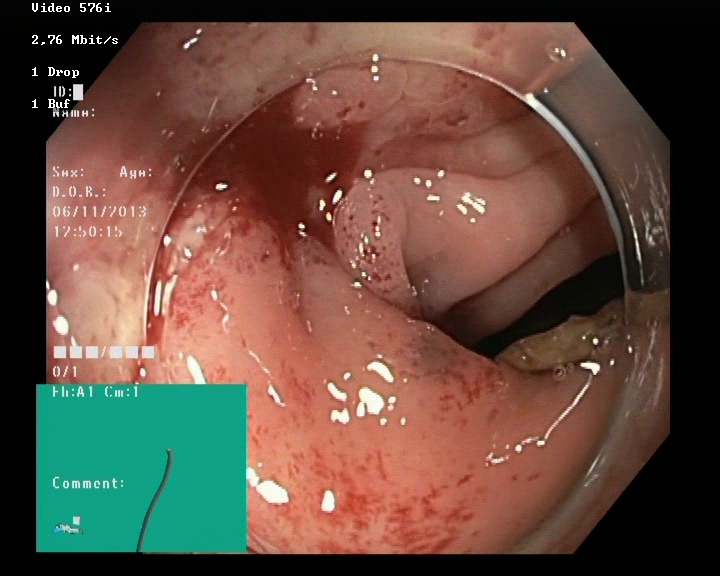 Video 576i
2,76 Mbit/s
1 Drop
ID:
1 Buf
Name:
Sex: Age:
D.O.B.:
06/11/2013
12:50:15
0/1
Eh:A1 Cm:1
Comment: